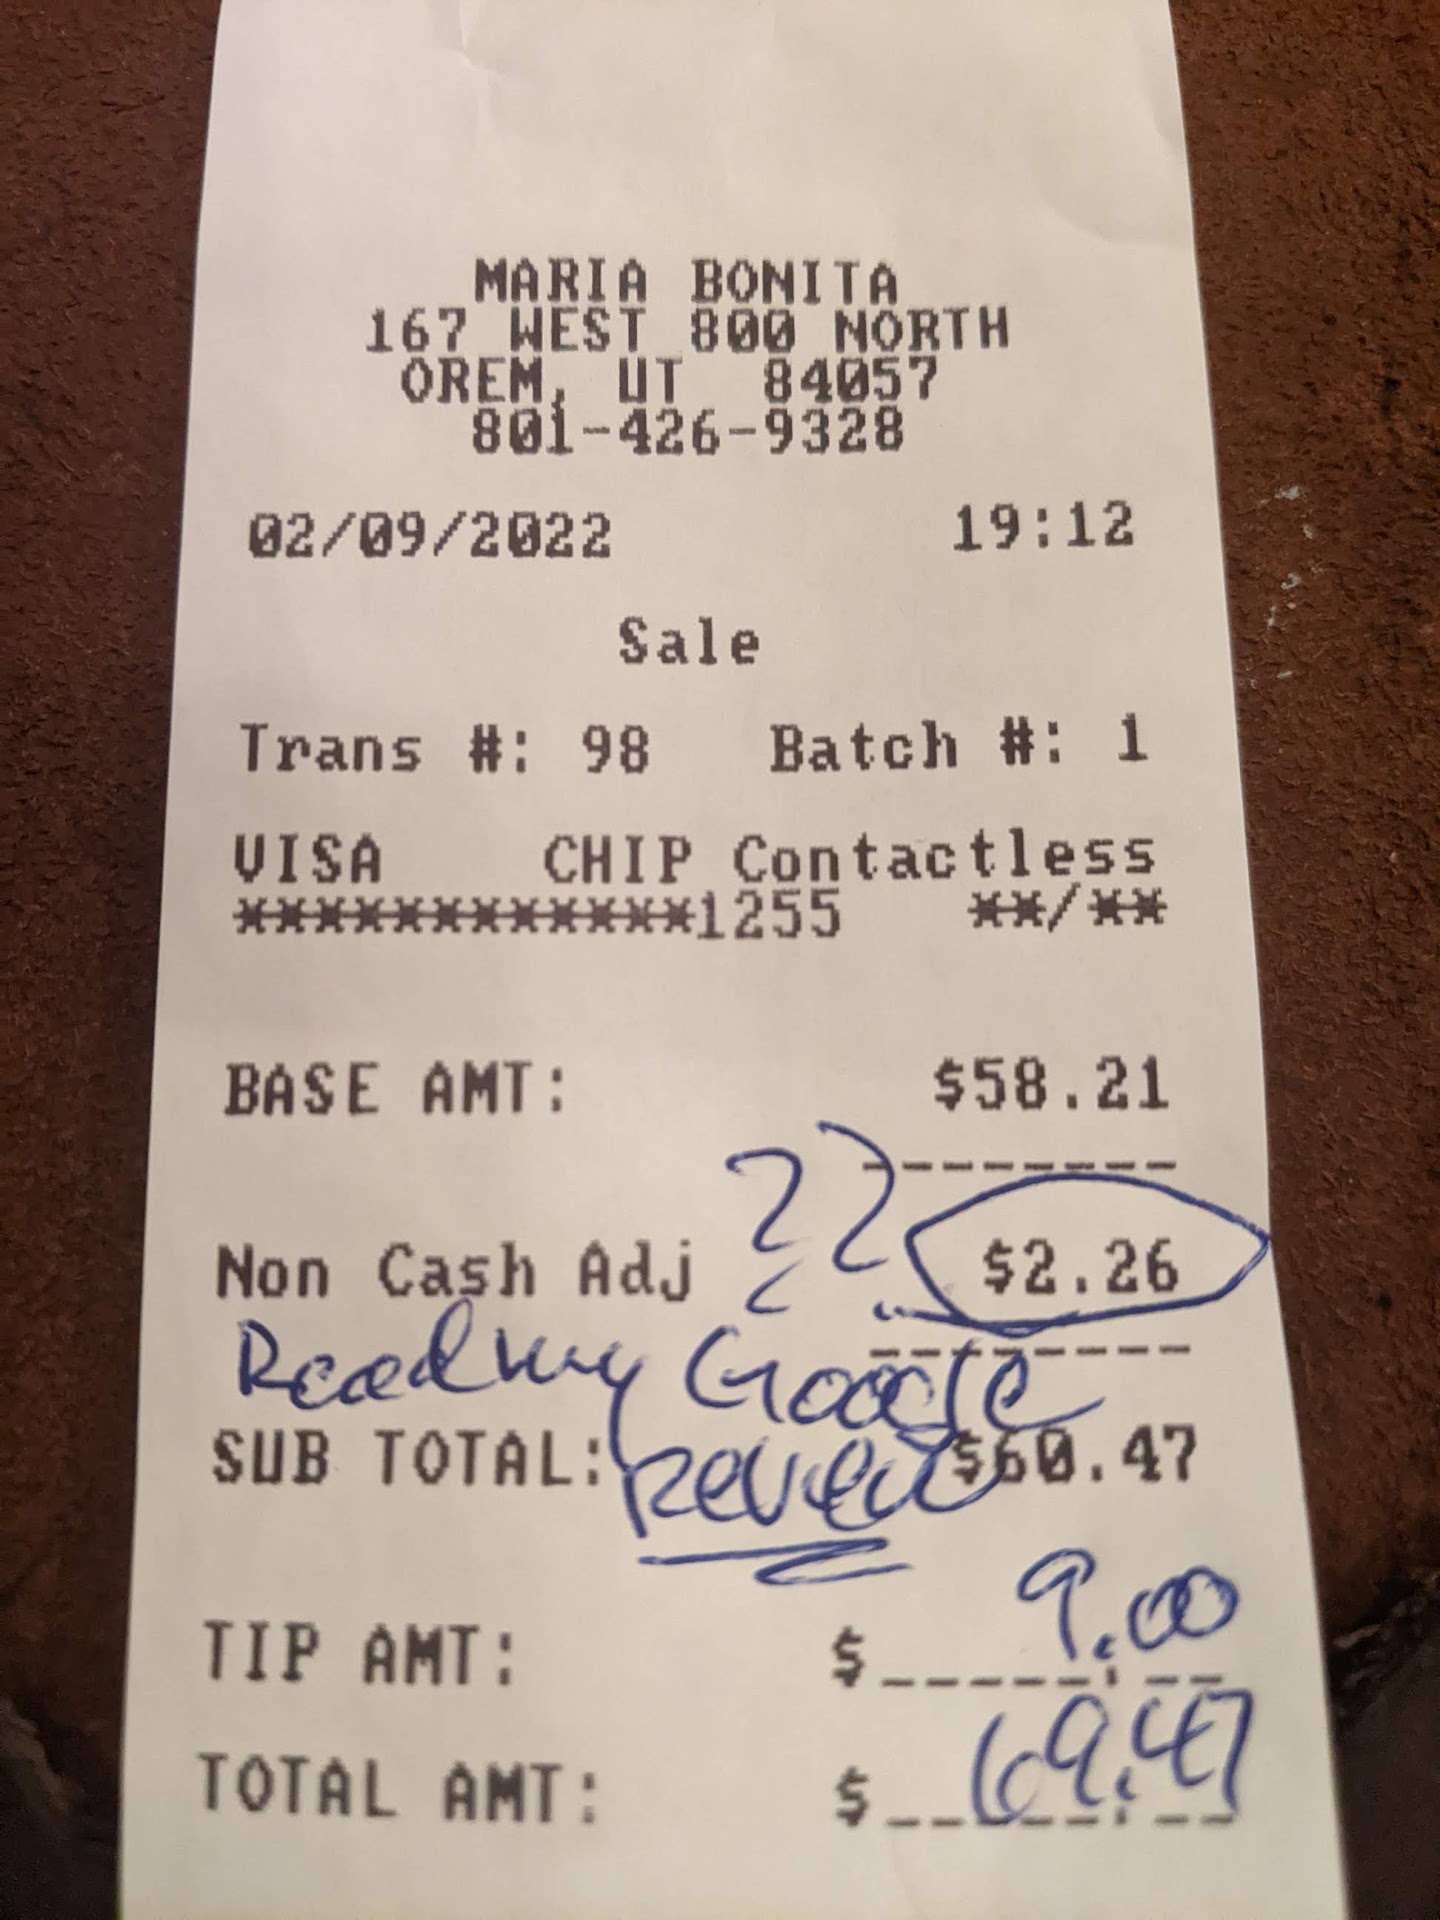 MARIA BONITA
167 WEST 800 NORTH
OREM, UT 84057
801-426-9328
02/09/2022 19:12
Sale
Trans #: 98 Batch #: 1
VISA CHIP Contactless
************1255 **/**
BASE AMT: $58.21
Non Cash Adj ?? $2.26
Read my Google
SUB TOTAL: $60.47
Review
TIP AMT: $ 9.00
TOTAL AMT: $ 69.47